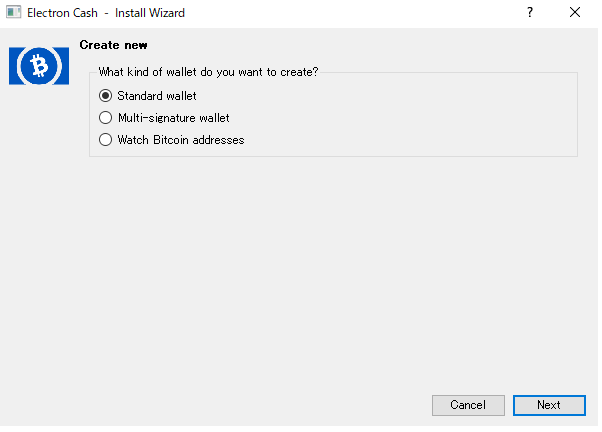 Electron Cash - Install Wizard
Create new
What kind of wallet do you want to create?
Standard wallet
Multi-signature wallet
Watch Bitcoin addresses
Cancel
Next